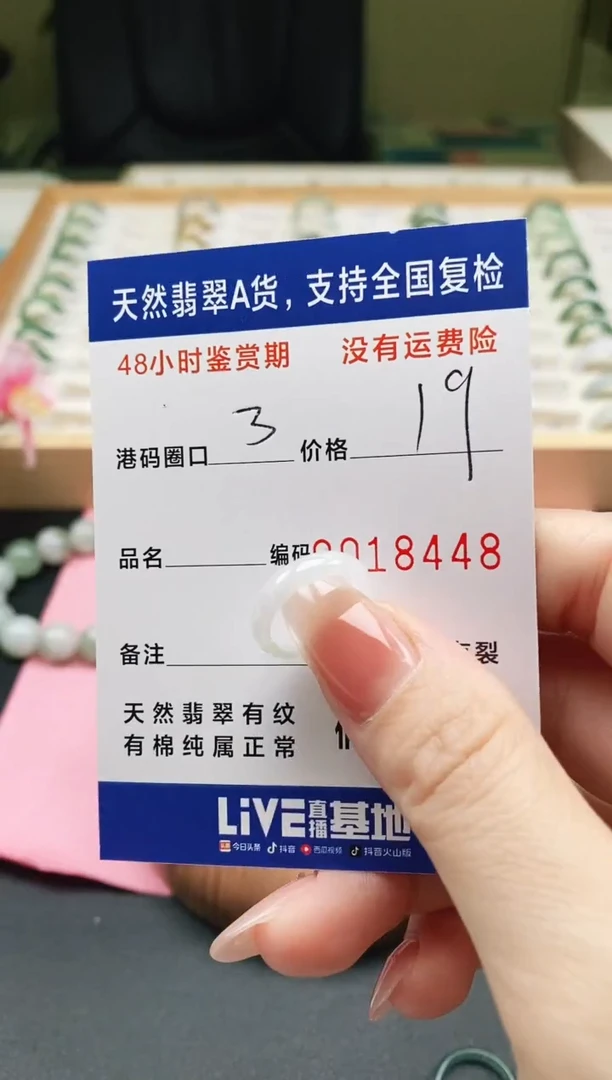 天然翡翠A货，支持全国复检
48小时鉴赏期 没有运费险
港码圈口 3 价格 19
品名 编码 18448
备注 裂
天然翡翠有纹
有棉纯属正常
LiVE直播基地
今日头条 抖音 西瓜视频 抖音火山版